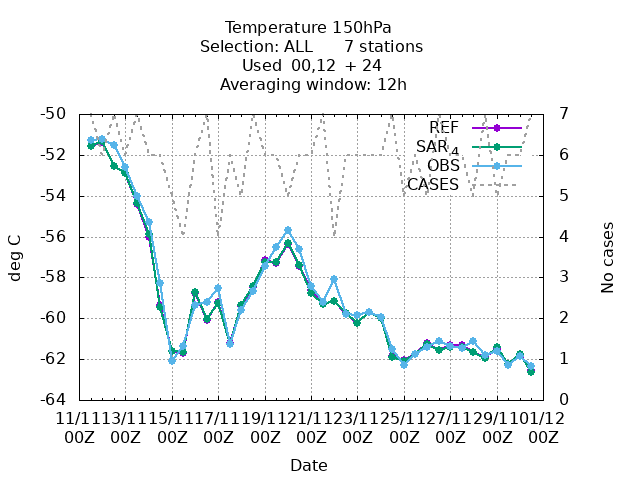 Temperature 150hPa
Selection: ALL 7 stations
Used 00,12 + 24
Averaging window: 12h
-50 7
REF
SAR_4
-52 6
OBS
CASES
-54 5
-56 4
deg C
No cases
-58 3
-60 2
-62 1
-64 0
11/11 13/11 15/11 17/11 19/11 21/11 23/11 25/11 27/11 29/11 01/12
00Z 00Z 00Z 00Z 00Z 00Z 00Z 00Z 00Z 00Z 00Z
Date